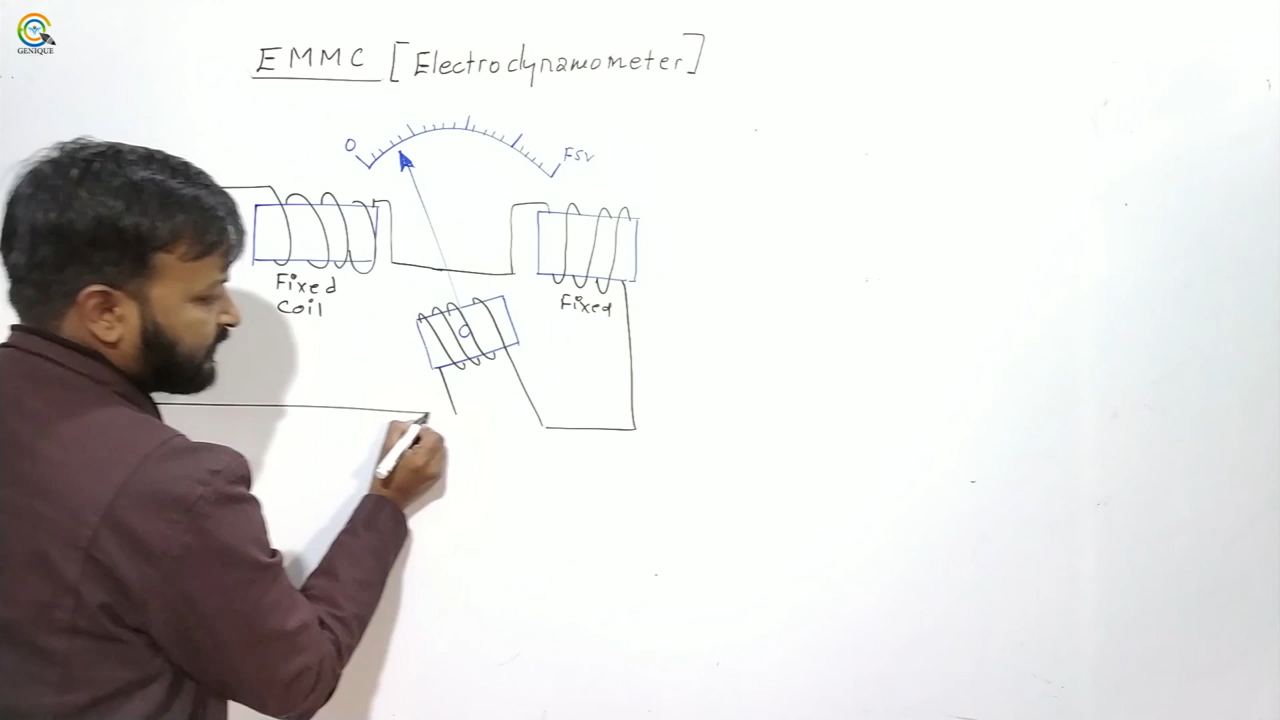 GENIQUE
EMMC [Electrodynamometer]
0
FSV
Fixed
Coil
Fixed